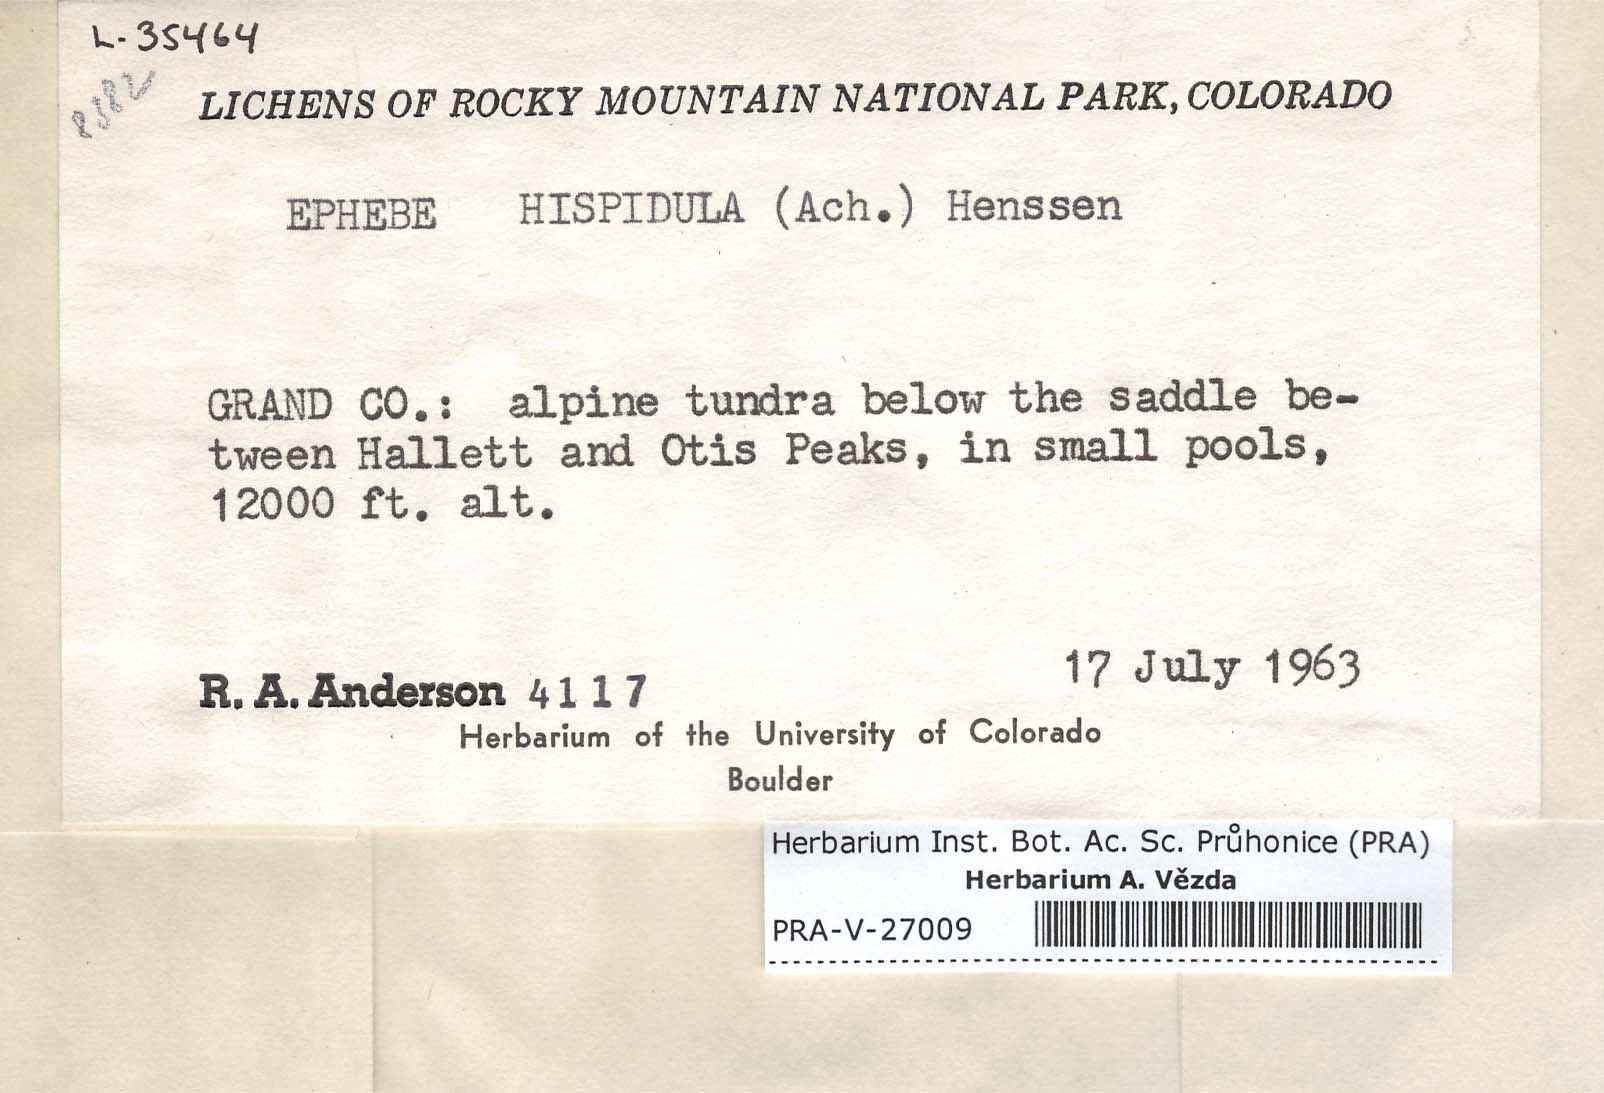 L-35464
8382
LICHENS OF ROCKY MOUNTAIN NATIONAL PARK, COLORADO
EPHEBE HISPIDULA (Ach.) Henssen
GRAND CO.: alpine tundra below the saddle be-
tween Hallett and Otis Peaks, in small pools,
12000 ft. alt.
17 July 1963
R. A. Anderson 4117
Herbarium of the University of Colorado
Boulder
Herbarium Inst. Bot. Ac. Sc. Průhonice (PRA)
Herbarium A. Vězda
PRA-V-27009